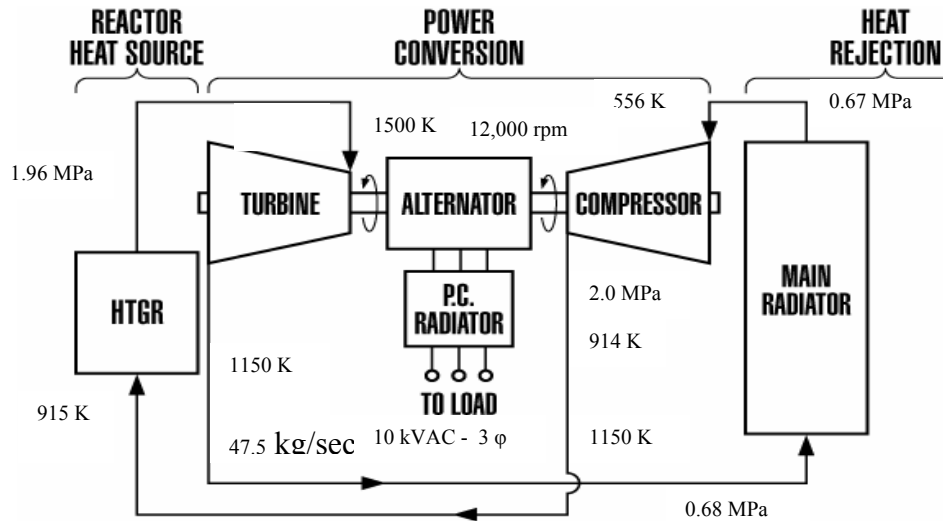 REACTOR
HEAT SOURCE
POWER
CONVERSION
HEAT
REJECTION
556 K
0.67 MPa
1500 K
12,000 rpm
1.96 MPa
TURBINE
ALTERNATOR
COMPRESSOR
MAIN
RADIATOR
HTGR
P.C.
RADIATOR
2.0 MPa
914 K
1150 K
TO LOAD
915 K
47.5 kg/sec
10 kVAC - 3 φ
1150 K
0.68 MPa